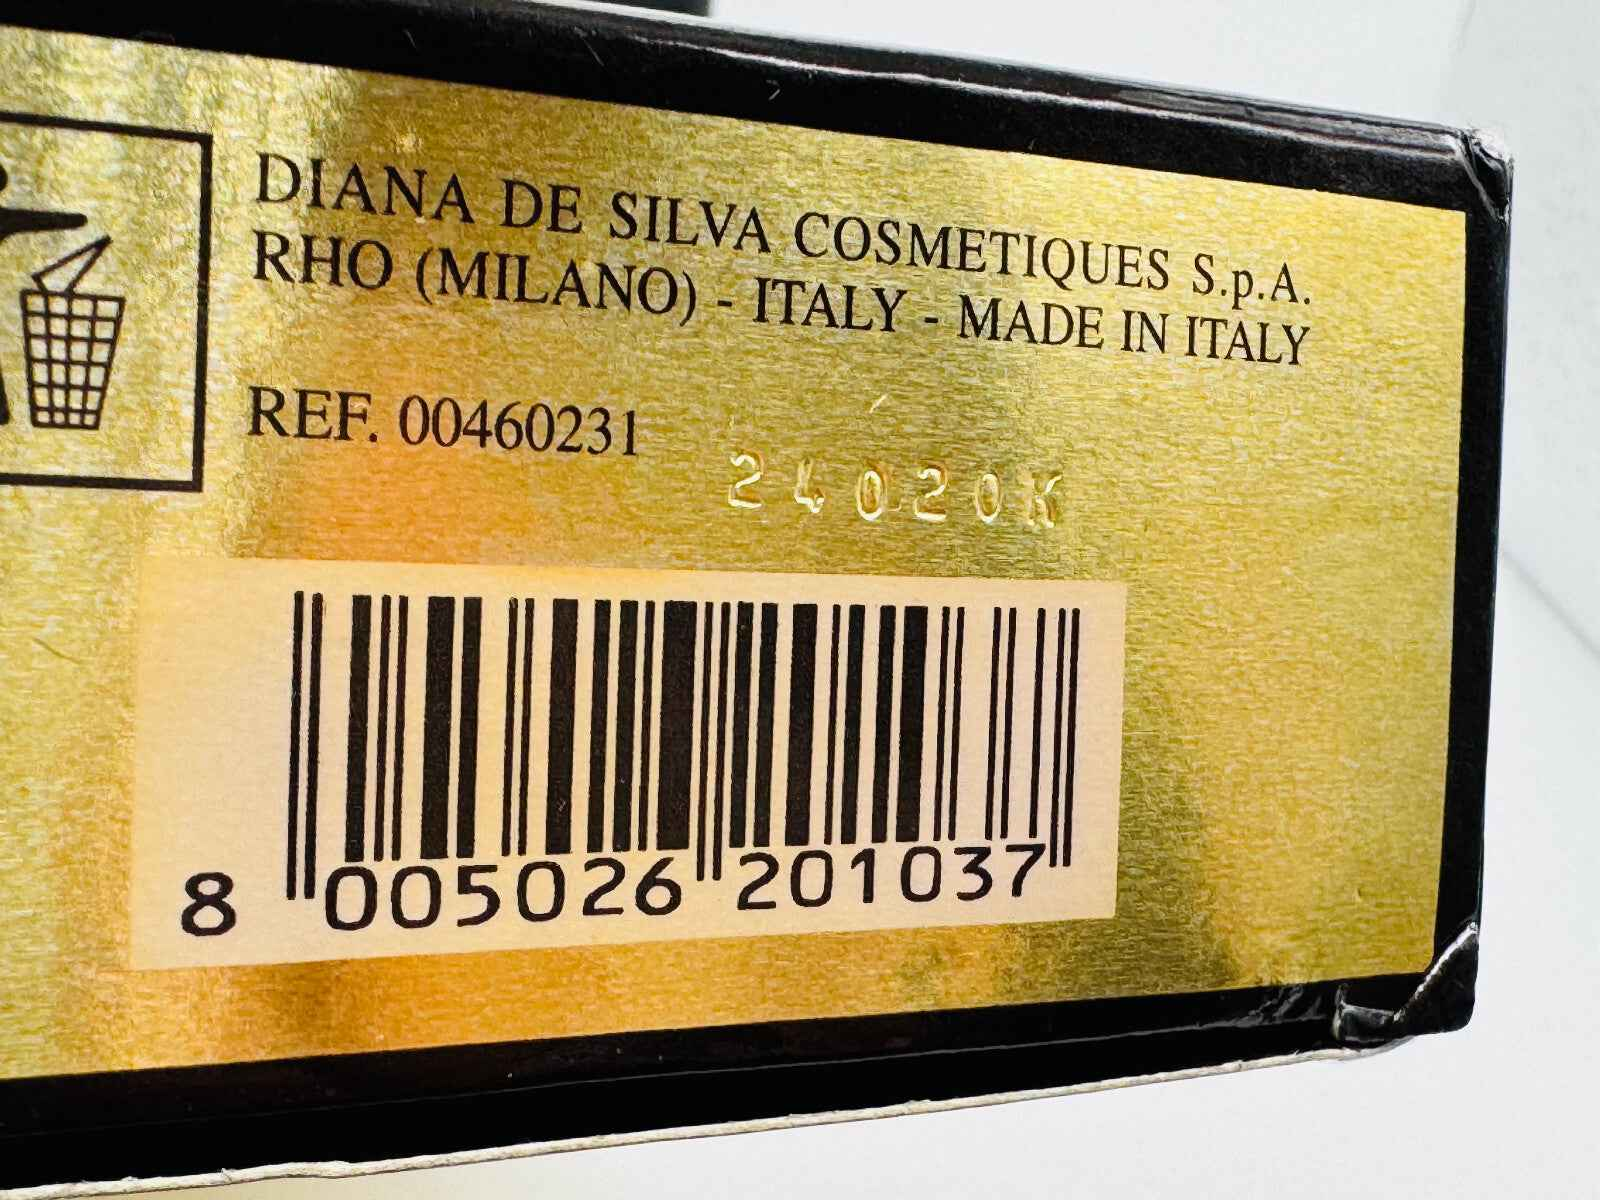 DIANA DE SILVA COSMETIQUES S.p.A.
RHO (MILANO) - ITALY - MADE IN ITALY
REF. 00460231
24020K
8 005026 201037